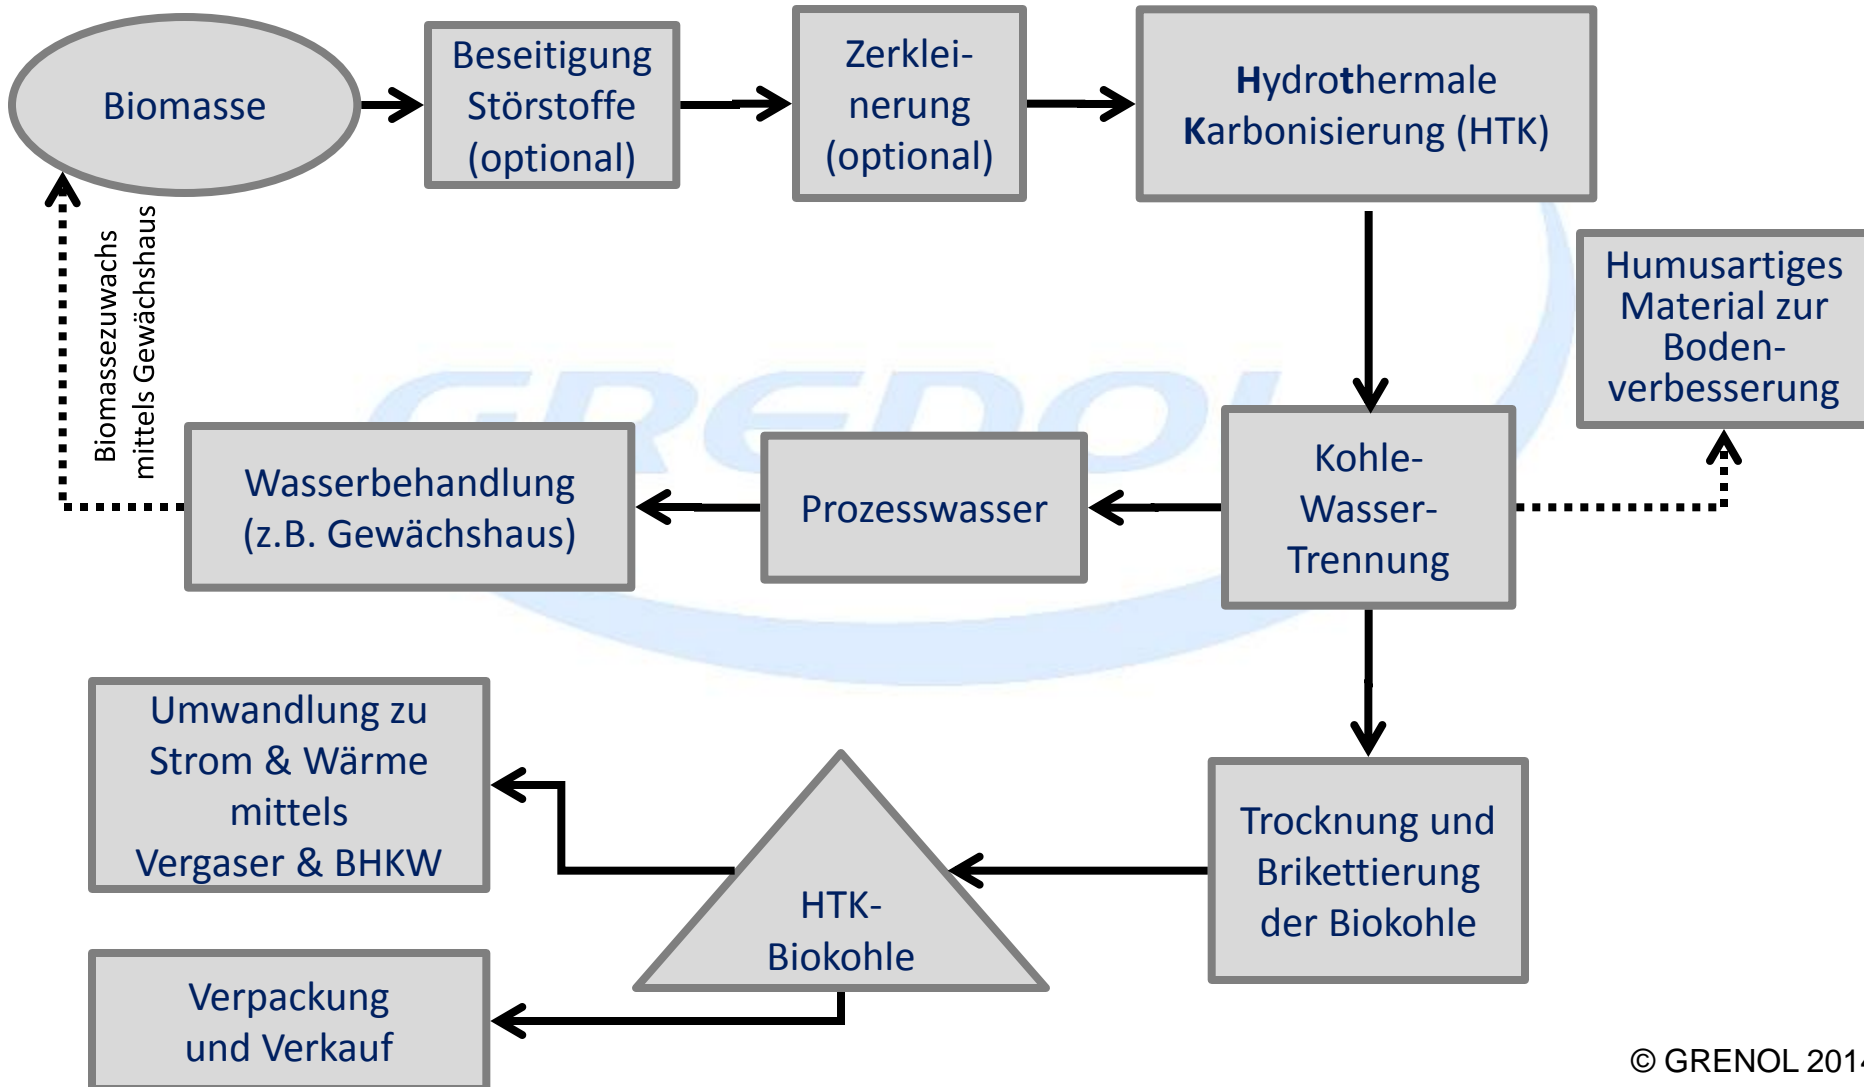 Biomasse
Beseitigung
Störstoffe
(optional)
Zerklei-
nerung
(optional)
Hydrothermale
Karbonisierung (HTK)
Biomassezuwachs
mittels Gewächshaus
Humusartiges
Material zur
Boden-
verbesserung
GREDOL
Wasserbehandlung
(z.B. Gewächshaus)
Prozesswasser
Kohle-
Wasser-
Trennung
Umwandlung zu
Strom & Wärme
mittels
Vergaser & BHKW
HTK-
Biokohle
Trocknung und
Brikettierung
der Biokohle
Verpackung
und Verkauf
© GRENOL 2014